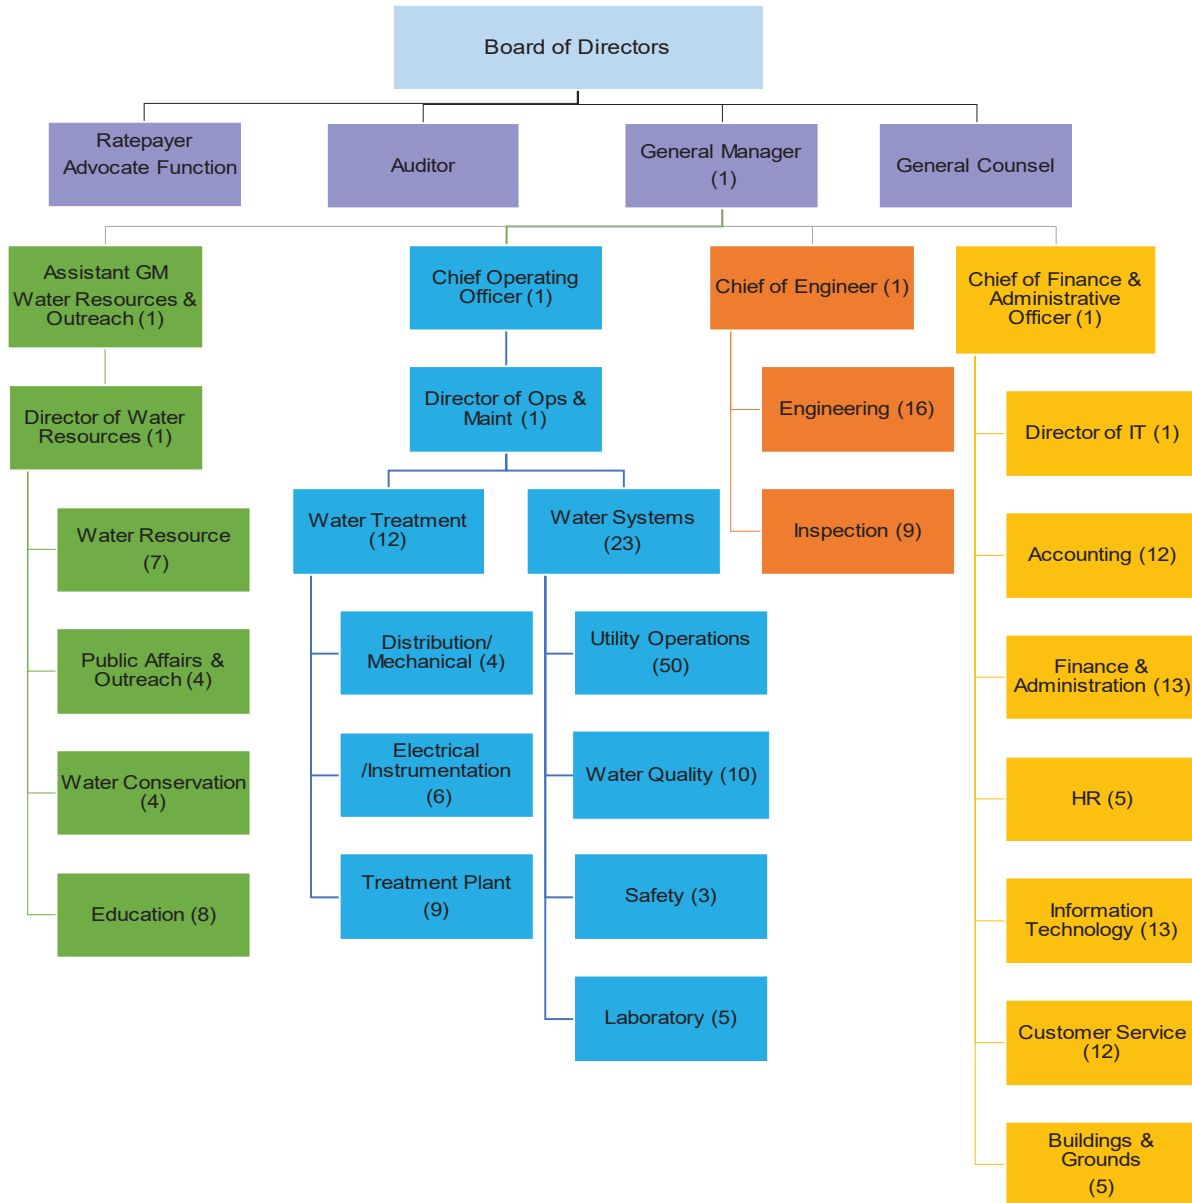 Board of Directors
Ratepayer
Advocate Function
Auditor
General Manager
(1)
General Counsel
Assistant GM
Water Resources &
Outreach (1)
Chief Operating
Officer (1)
Chief of Engineer (1)
Chief of Finance &
Administrative
Officer (1)
Director of Water
Resources (1)
Water Resource
(7)
Public Affairs &
Outreach (4)
Water Conservation
(4)
Education (8)
Director of Ops &
Maint (1)
Water Treatment
(12)
Distribution/
Mechanical (4)
Electrical
/Instrumentation
(6)
Treatment Plant
(9)
Water Systems
(23)
Utility Operations
(50)
Water Quality (10)
Safety (3)
Laboratory (5)
Engineering (16)
Inspection (9)
Director of IT (1)
Accounting (12)
Finance &
Administration (13)
HR (5)
Information
Technology (13)
Customer Service
(12)
Buildings &
Grounds
(5)